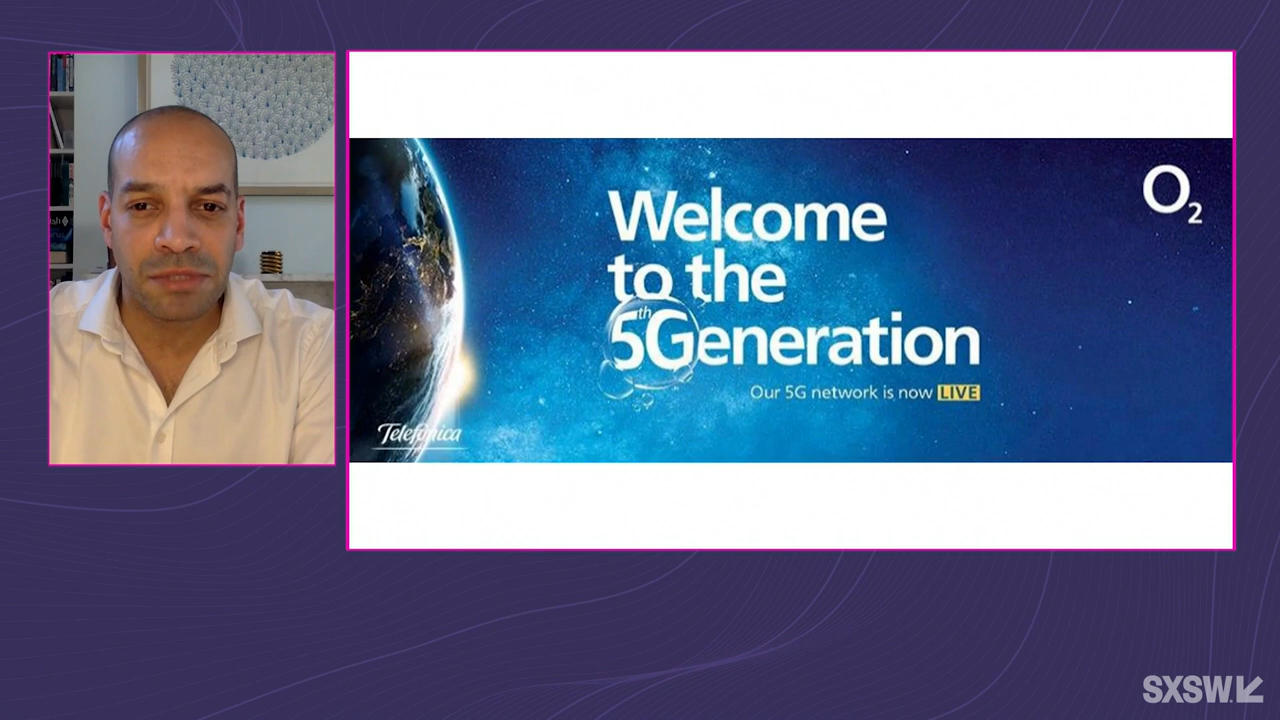 Welcome
to the
5thGeneration
Our 5G network is now LIVE
O2
Telefónica
SXSW